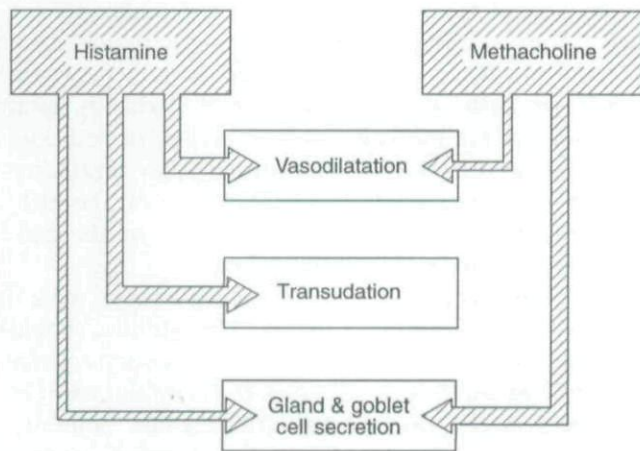 Histamine
Methacholine
Vasodilatation
Transudation
Gland & goblet
cell secretion